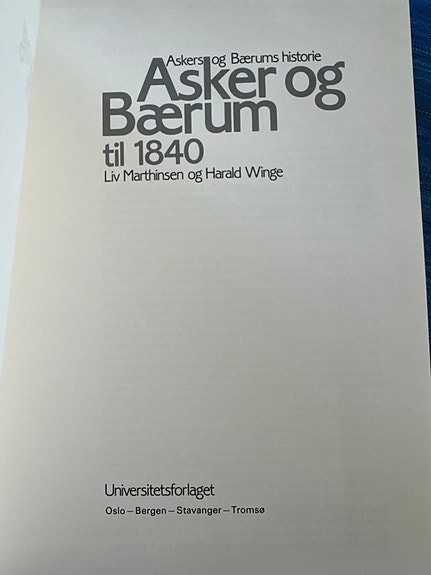 Askers og Bærums historie
Asker og
Bærum
til 1840
Liv Marthinsen og Harald Winge
Universitetsforlaget
Oslo – Bergen – Stavanger – Tromsø